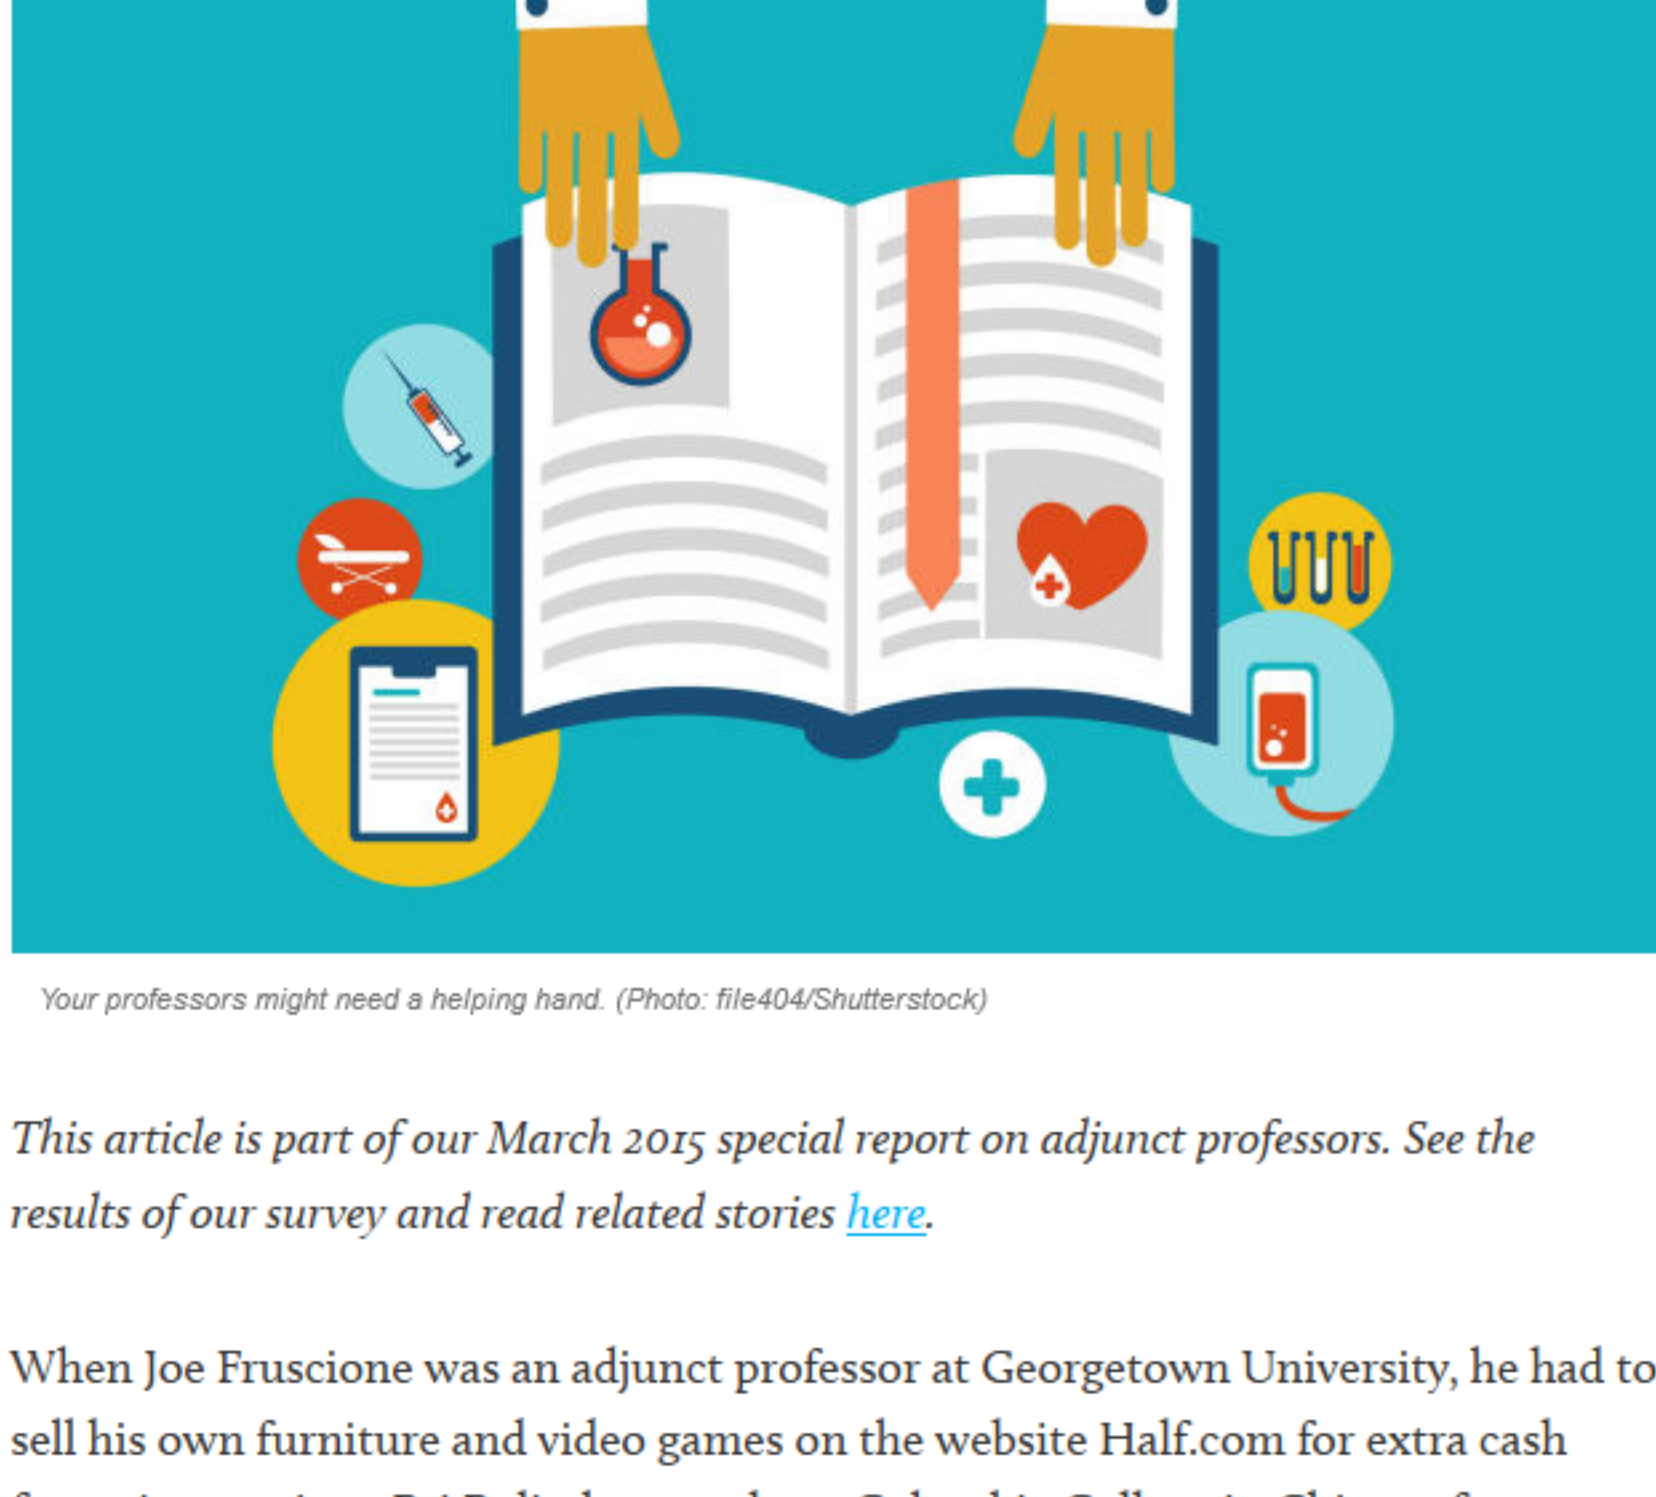 Your professors might need a helping hand. (Photo: file404/Shutterstock)
This article is part of our March 2015 special report on adjunct professors. See the
results of our survey and read related stories here.
When Joe Fruscione was an adjunct professor at Georgetown University, he had to
sell his own furniture and video games on the website Half.com for extra cash